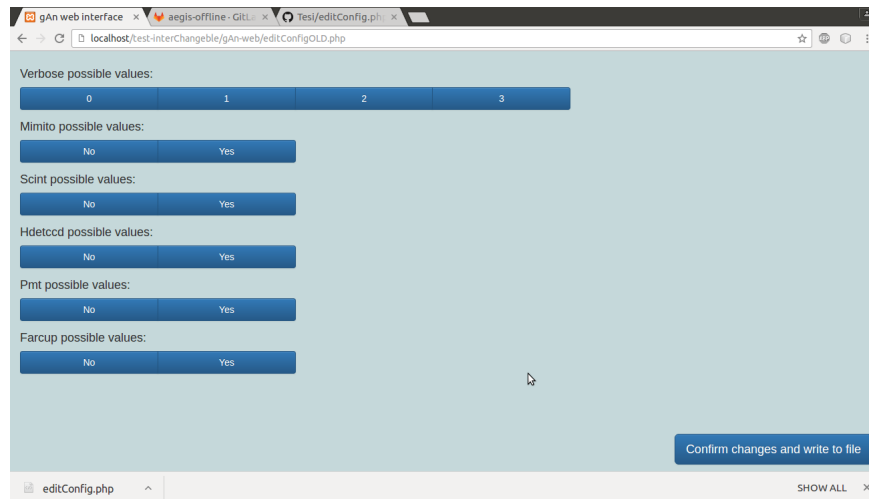 gAn web interface
aegis-offline - GitLa
Tesi/editConfig.php
localhost/test-interChangeble/gAn-web/editConfigOLD.php
Verbose possible values:
0 1 2 3
Mimito possible values:
No Yes
Scint possible values:
No Yes
Hdetccd possible values:
No Yes
Pmt possible values:
No Yes
Farcup possible values:
No Yes
Confirm changes and write to file
editConfig.php
SHOW ALL